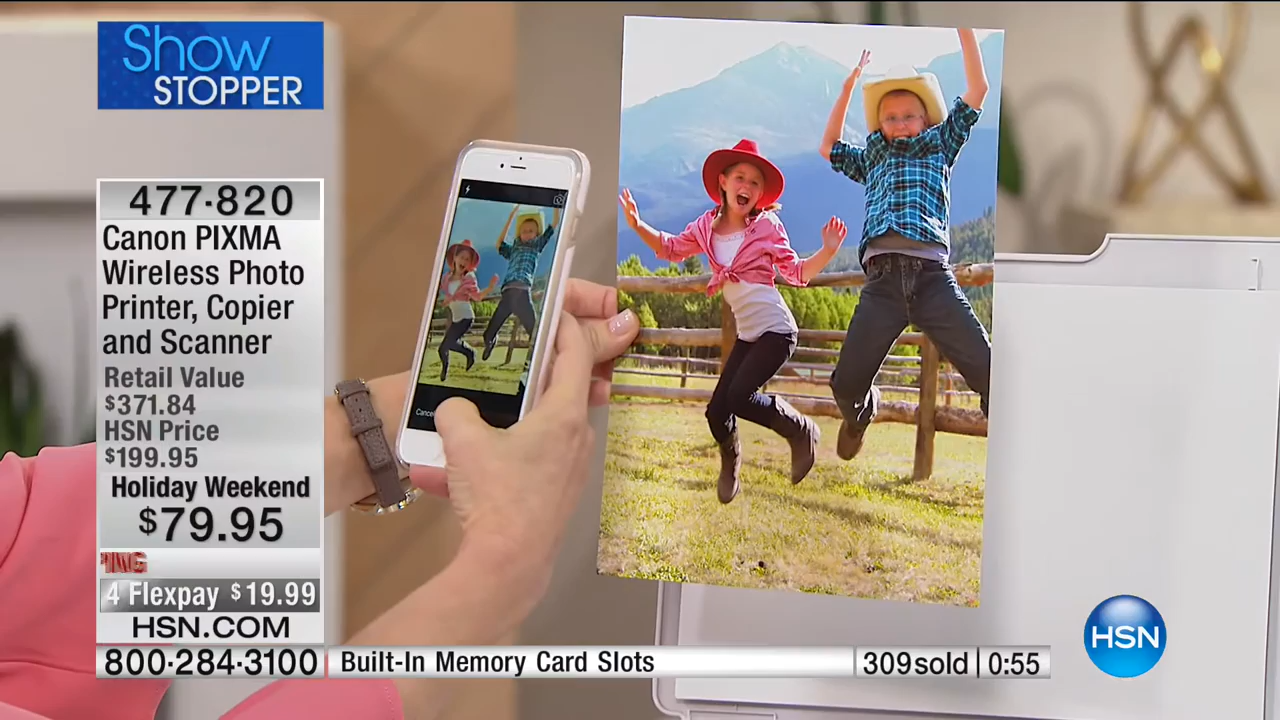 Show
STOPPER
477-820
Canon PIXMA
Wireless Photo
Printer, Copier
and Scanner
Retail Value
$371.84
HSN Price
$199.95
Holiday Weekend
$79.95
4 Flexpay $19.99
HSN.COM
800·284·3100
Built-In Memory Card Slots
309sold
0:55
HSN